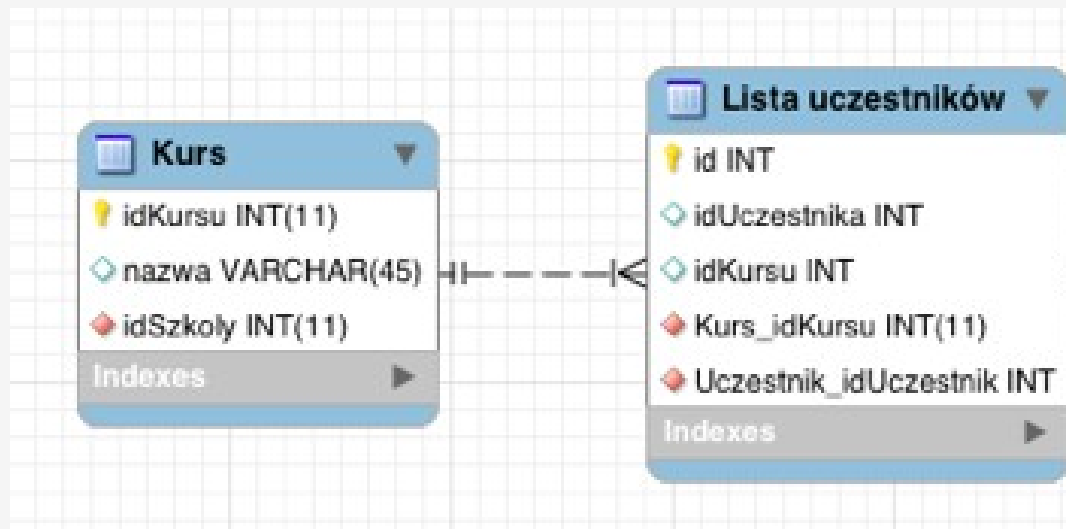 Kurs
idKursu INT(11)
nazwa VARCHAR(45)
idSzkoly INT(11)
Indexes
Lista uczestników
id INT
idUczestnika INT
idKursu INT
Kurs_idKursu INT(11)
Uczestnik_idUczestnik INT
Indexes